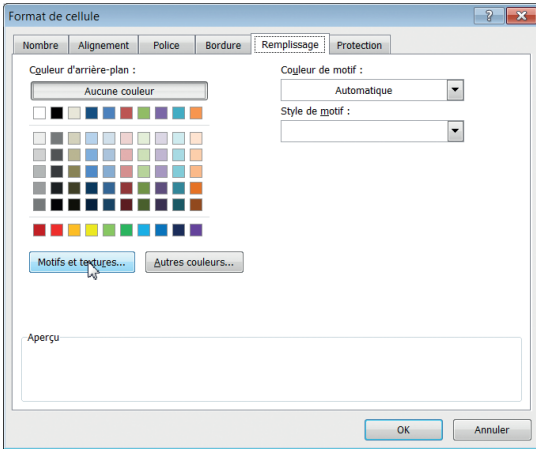 Format de cellule
Nombre Alignement Police Bordure Remplissage Protection
Couleur d'arrière-plan :
Aucune couleur
Couleur de motif :
Automatique
Style de motif :
Motifs et textures... Autres couleurs...
Aperçu
OK Annuler